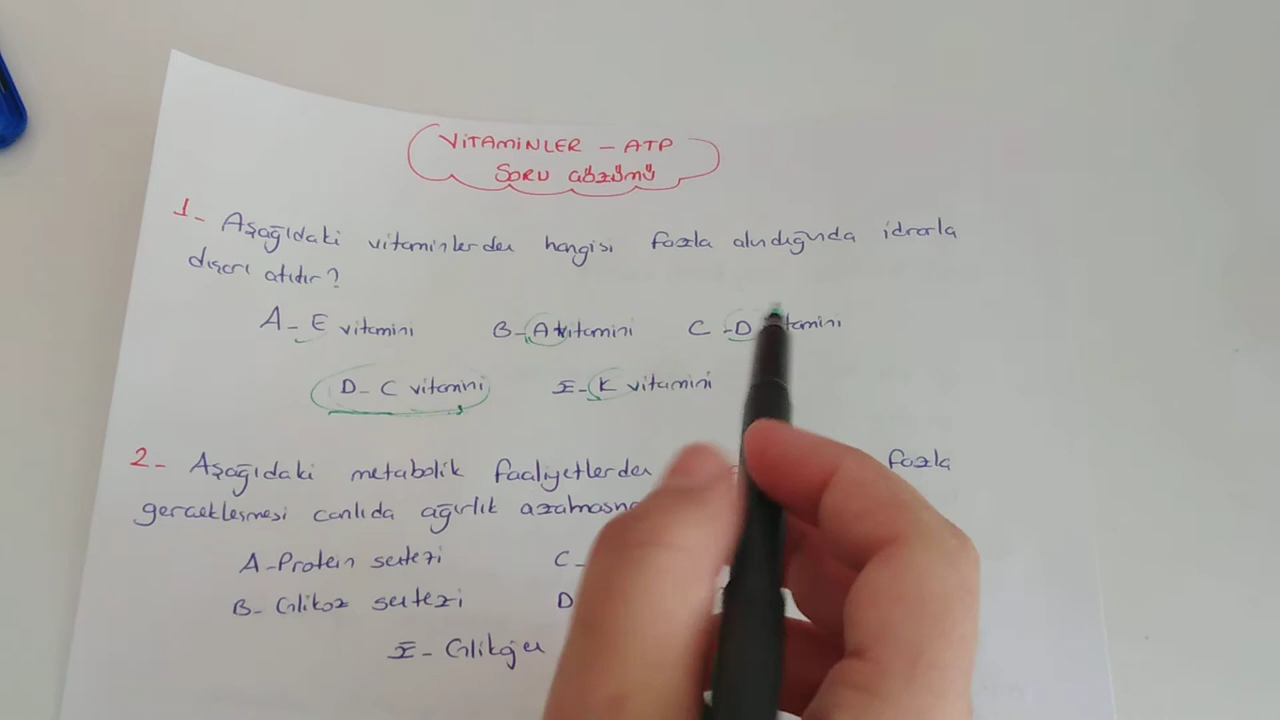 VİTAMİNLER - ATP
SORU ÇÖZÜMÜ
1- Aşağıdaki vitaminlerden hangisi fazla alındığında idrarla
dışarı atılır?
A- E vitamini B- A vitamini C - D vitamini
D- C vitamini E- K vitamini
2- Aşağıdaki metabolik faaliyetlerden fazla
gerçekleşmesi canlıda ağırlık azalmasına
A- Protein sentezi C-
B- Glikoz sentezi D
E- Glikojen